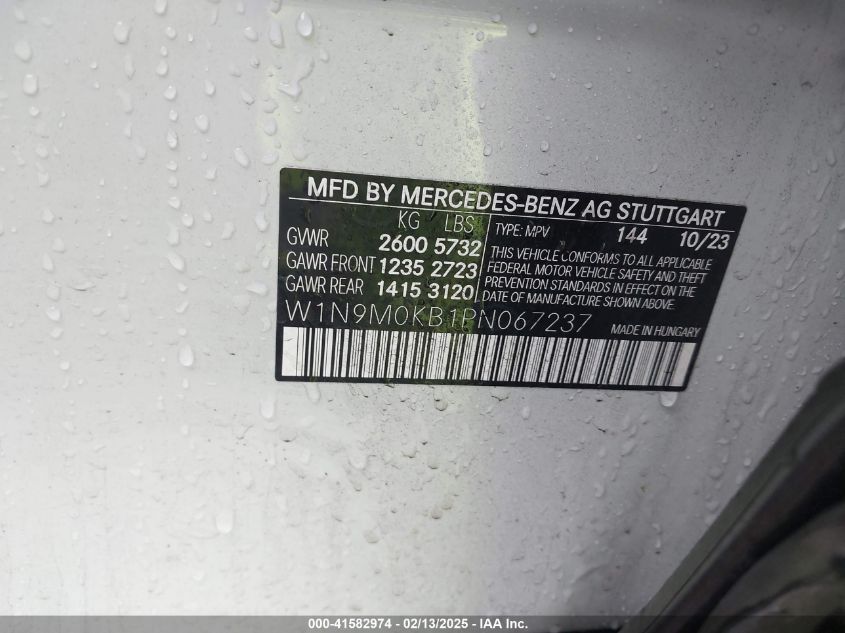 MFD BY MERCEDES-BENZ AG STUTTGART
KG LBS
GVWR 2600 5732
GAWR FRONT 1235 2723
GAWR REAR 1415 3120
TYPE: MPV 144 10/23
THIS VEHICLE CONFORMS TO ALL APPLICABLE
FEDERAL MOTOR VEHICLE SAFETY AND THEFT
PREVENTION STANDARDS IN EFFECT ON THE
DATE OF MANUFACTURE SHOWN ABOVE.
W1N9M0KB1PN067237
MADE IN HUNGARY
000-41582974 - 02/13/2025 - IAA Inc.